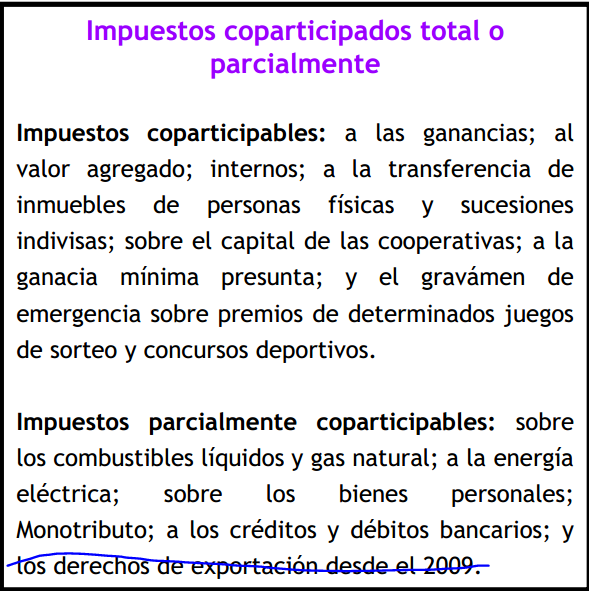 Impuestos coparticipados total o
parcialmente
Impuestos coparticipables: a las ganancias; al
valor agregado; internos; a la transferencia de
inmuebles de personas físicas y sucesiones
indivisas; sobre el capital de las cooperativas; a la
ganacia mínima presunta; y el gravámen de
emergencia sobre premios de determinados juegos
de sorteo y concursos deportivos.
Impuestos parcialmente coparticipables: sobre
los combustibles líquidos y gas natural; a la energía
eléctrica; sobre los bienes personales;
Monotributo; a los créditos y débitos bancarios; y
los derechos de exportación desde el 2009.